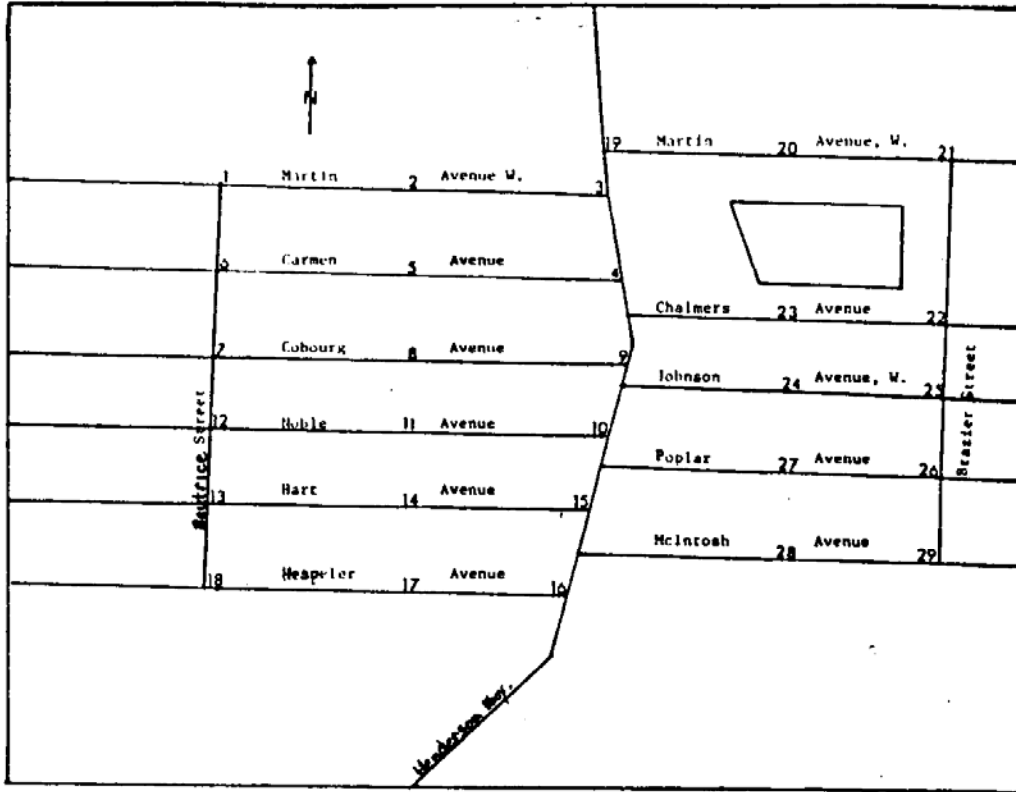 N
19 Martin 20 Avenue, W. 21
1 Martin 2 Avenue W. 3
6 Carmen 5 Avenue 4
Chalmers 23 Avenue 22
7 Cobourg 8 Avenue 9
Johnson 24 Avenue, W. 25
Brazier Street
12 Noble 11 Avenue 10
Beatrice Street
Poplar 27 Avenue 26
13 Hart 14 Avenue 15
McIntosh 28 Avenue 29
18 Hespeler 17 Avenue 16
Henderson Hwy.